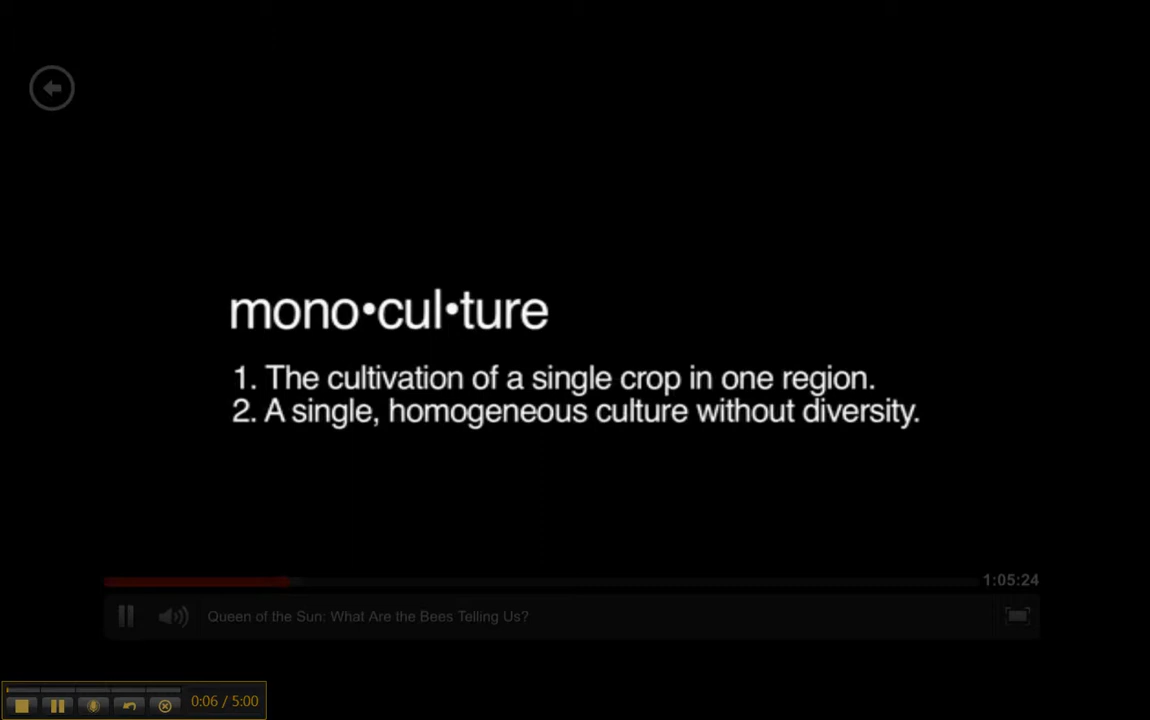 mono•cul•ture
1. The cultivation of a single crop in one region.
2. A single, homogeneous culture without diversity.
1:05:24
Queen of the Sun: What Are the Bees Telling Us?
0:06 / 5:00